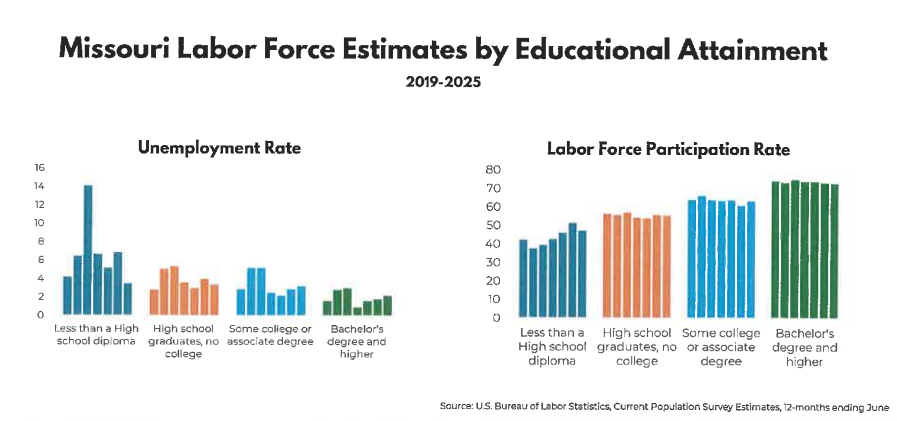 Missouri Labor Force Estimates by Educational Attainment
2019-2025
Unemployment Rate
16
14
12
10
8
6
4
2
0
Less than a High
school diploma
High school
graduates, no
college
Some college or
associate degree
Bachelor's
degree and
higher
Labor Force Participation Rate
80
70
60
50
40
30
20
10
0
Less than a
High school
diploma
High school
graduates, no
college
Some college
or associate
degree
Bachelor's
degree and
higher
Source: U.S. Bureau of Labor Statistics, Current Population Survey Estimates, 12-months ending June